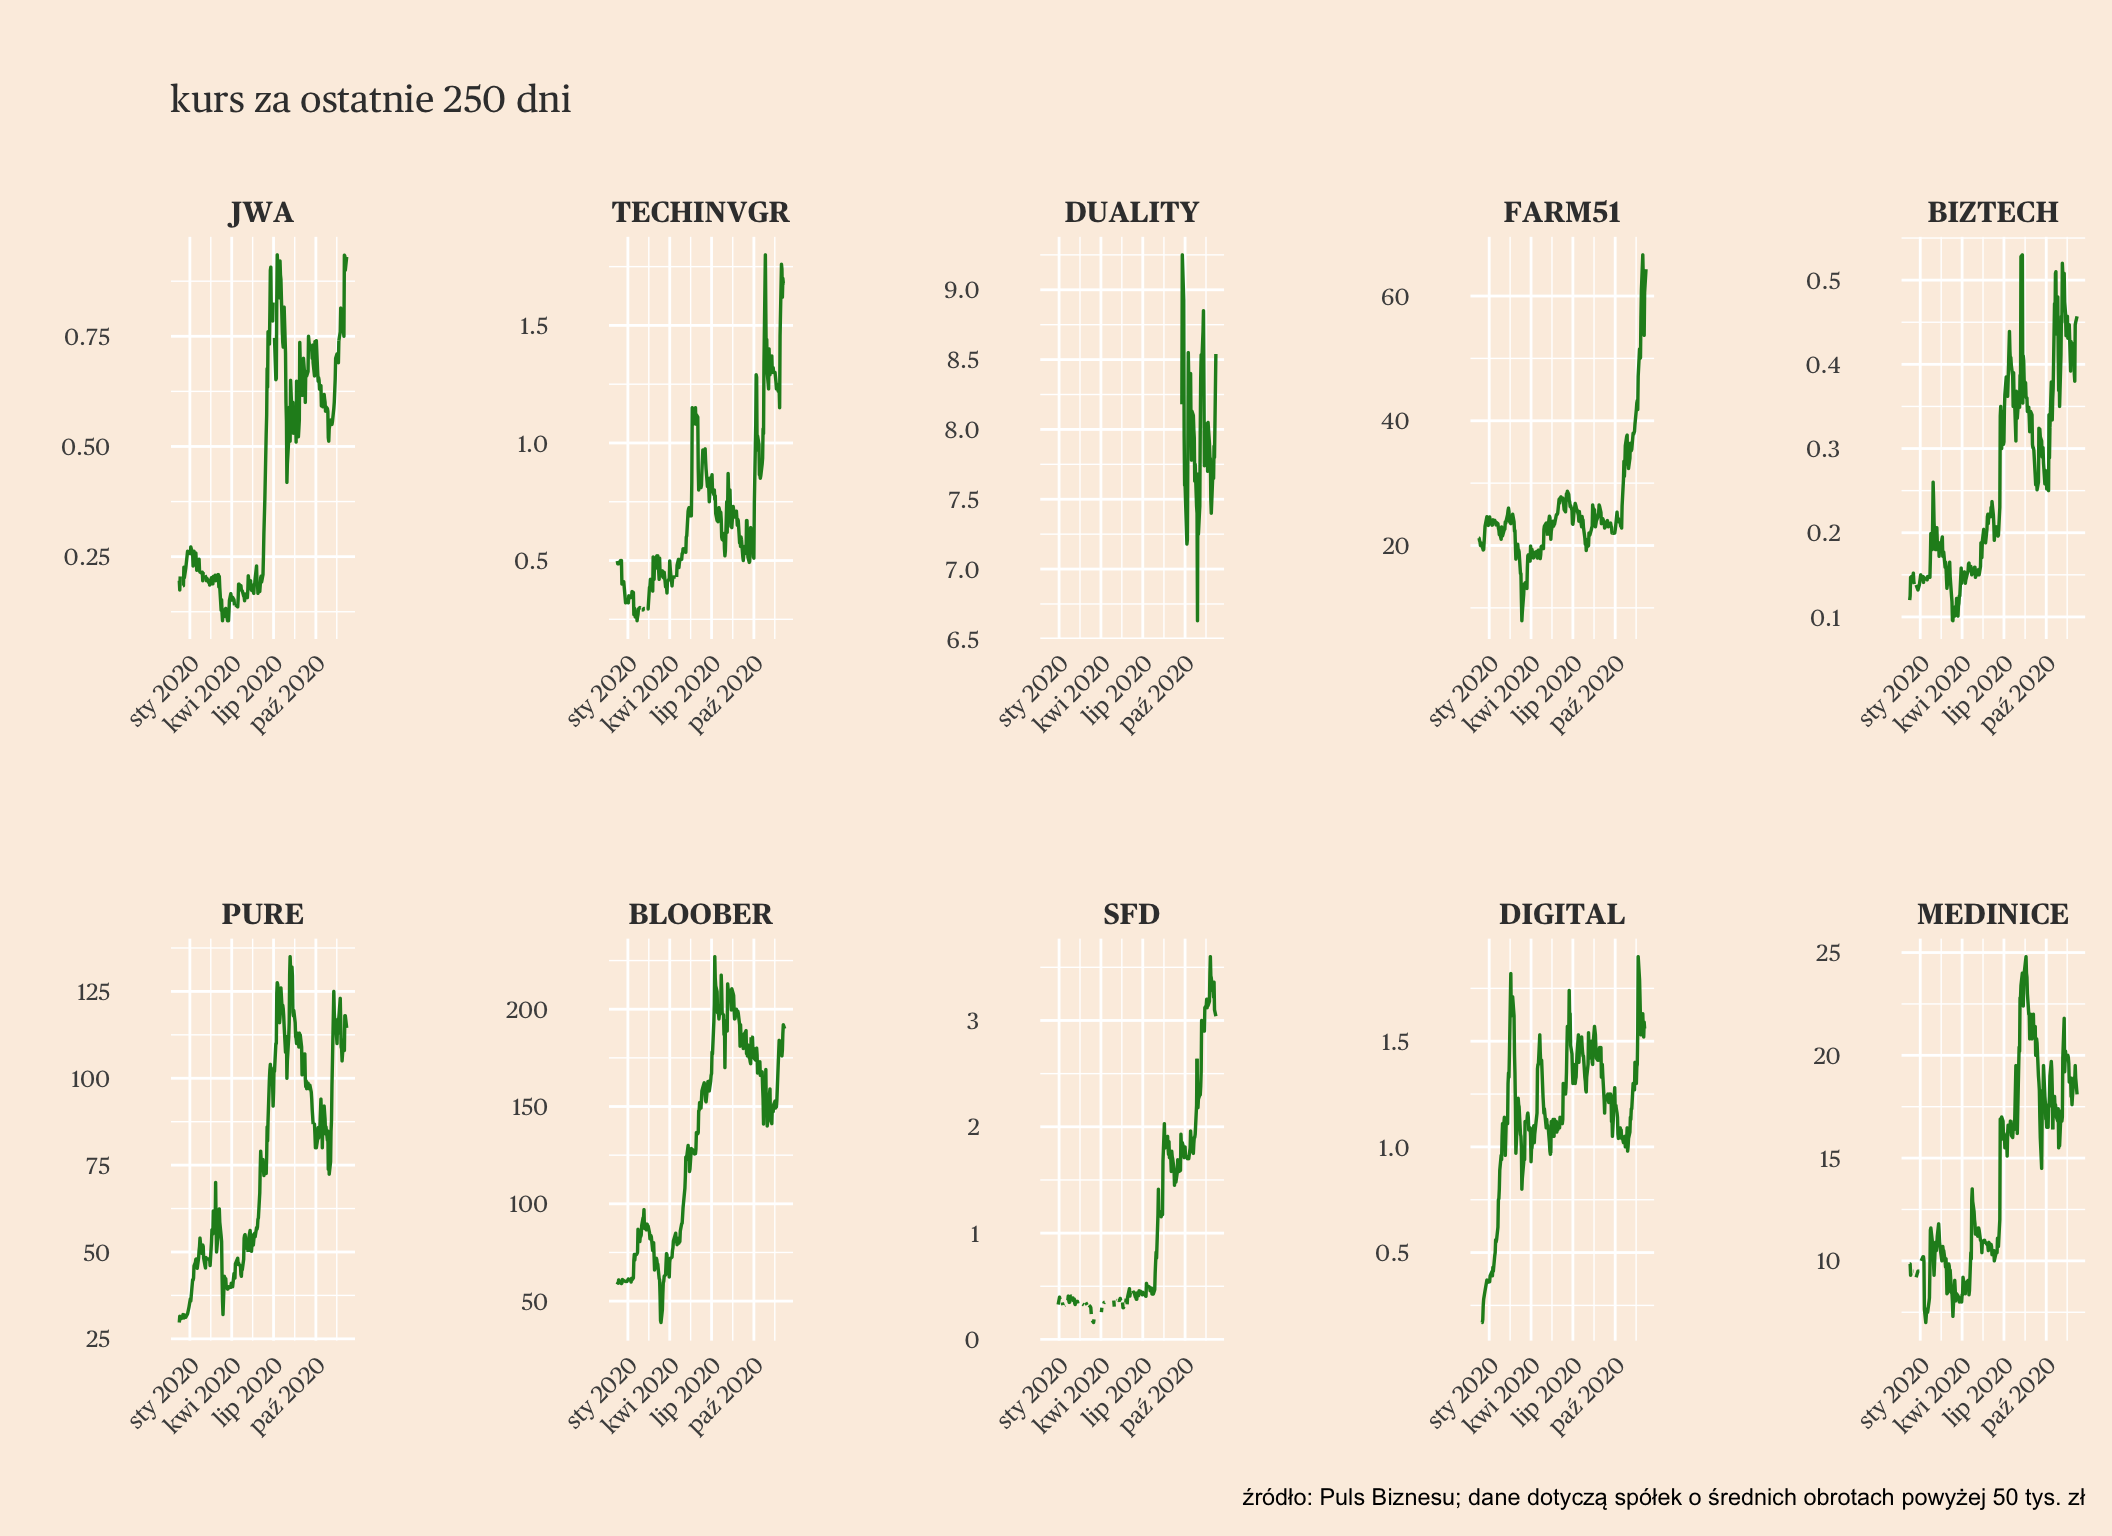 kurs za ostatnie 250 dni
JWA TECHINVGR DUALITY FARM51 BIZTECH
0.75
0.50
0.25
sty 2020 kwi 2020 lip 2020 paź 2020
1.5
1.0
0.5
sty 2020 kwi 2020 lip 2020 paź 2020
9.0
8.5
8.0
7.5
7.0
6.5
sty 2020 kwi 2020 lip 2020 paź 2020
60
40
20
sty 2020 kwi 2020 lip 2020 paź 2020
0.5
0.4
0.3
0.2
0.1
sty 2020 kwi 2020 lip 2020 paź 2020
PURE BLOOBER SFD DIGITAL MEDINICE
125
100
75
50
25
sty 2020 kwi 2020 lip 2020 paź 2020
200
150
100
50
sty 2020 kwi 2020 lip 2020 paź 2020
3
2
1
0
sty 2020 kwi 2020 lip 2020 paź 2020
1.5
1.0
0.5
sty 2020 kwi 2020 lip 2020 paź 2020
25
20
15
10
sty 2020 kwi 2020 lip 2020 paź 2020
źródło: Puls Biznesu; dane dotyczą spółek o średnich obrotach powyżej 50 tys. zł